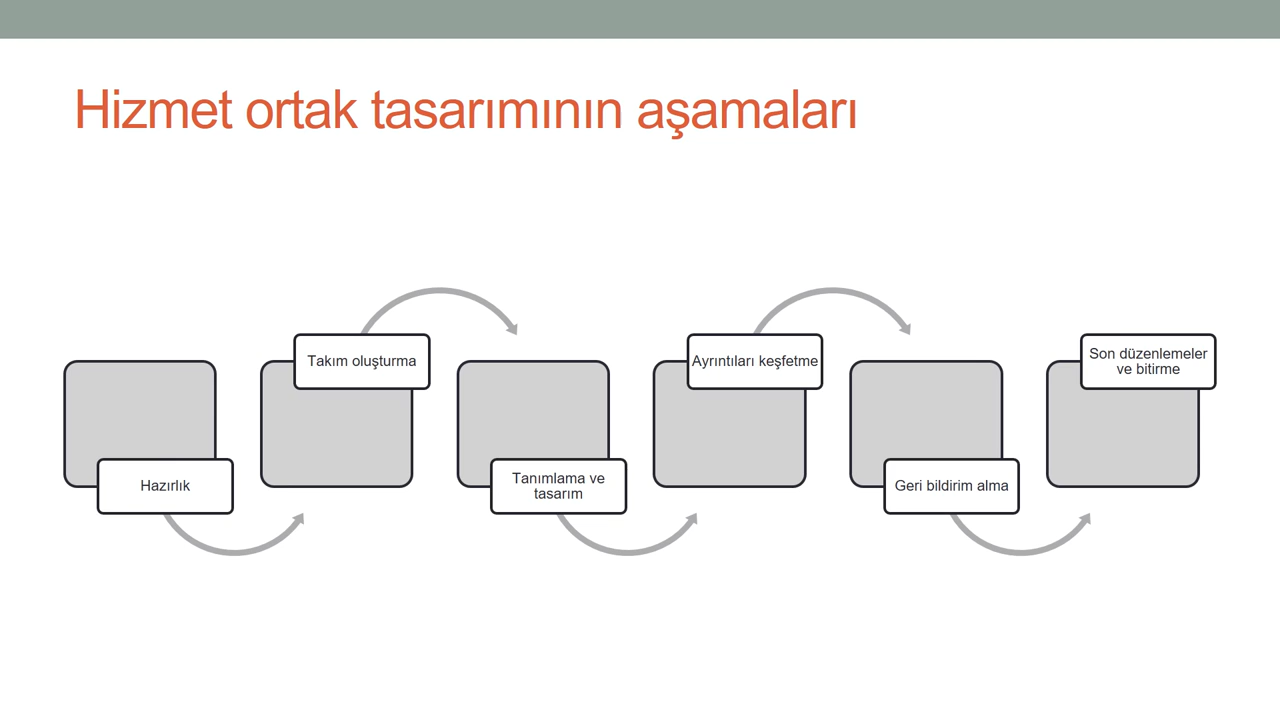 Hizmet ortak tasarımının aşamaları
Hazırlık
Takım oluşturma
Tanımlama ve
tasarım
Ayrıntıları keşfetme
Geri bildirim alma
Son düzenlemeler
ve bitirme